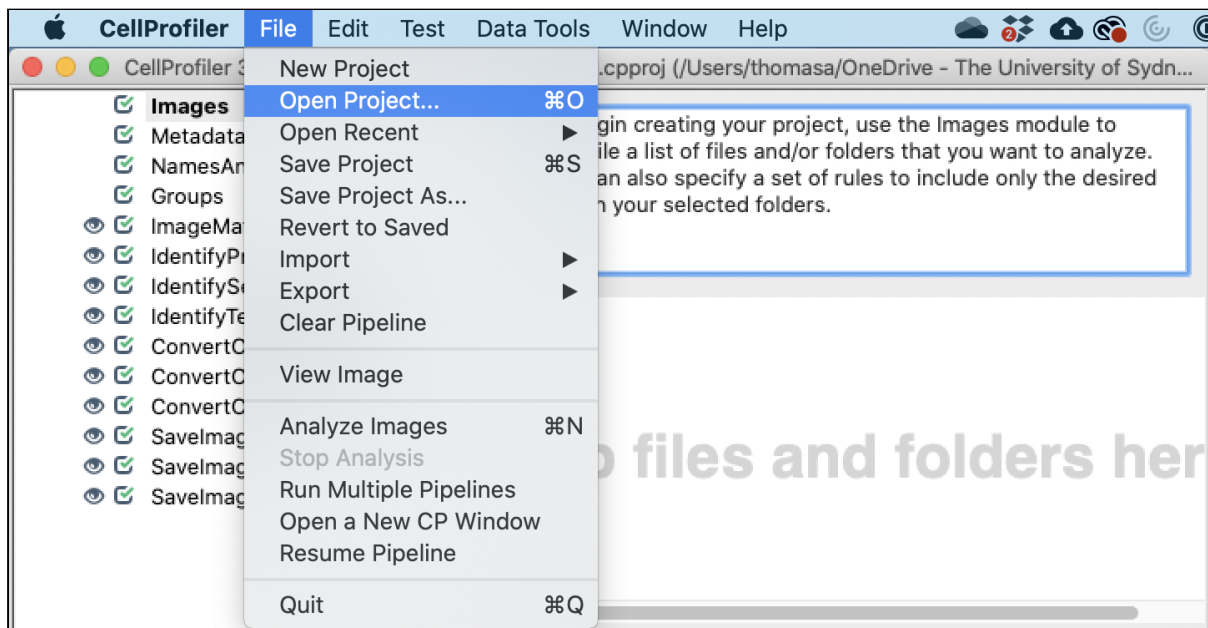 CellProfiler File Edit Test Data Tools Window Help
2
CellProfiler .cpproj (/Users/thomasa/OneDrive - The University of Sydn...
Images
Metadata
NamesAn
Groups
ImageMa
IdentifyPr
IdentifySe
IdentifyTe
ConvertO
ConvertO
ConvertO
SaveImag
SaveImag
SaveImag
New Project
Open Project... ⌘O
Open Recent ▶
Save Project ⌘S
Save Project As...
Revert to Saved
Import ▶
Export ▶
Clear Pipeline
View Image
Analyze Images ⌘N
Stop Analysis
Run Multiple Pipelines
Open a New CP Window
Resume Pipeline
Quit ⌘Q
gin creating your project, use the Images module to
ile a list of files and/or folders that you want to analyze.
an also specify a set of rules to include only the desired
your selected folders.
files and folders her